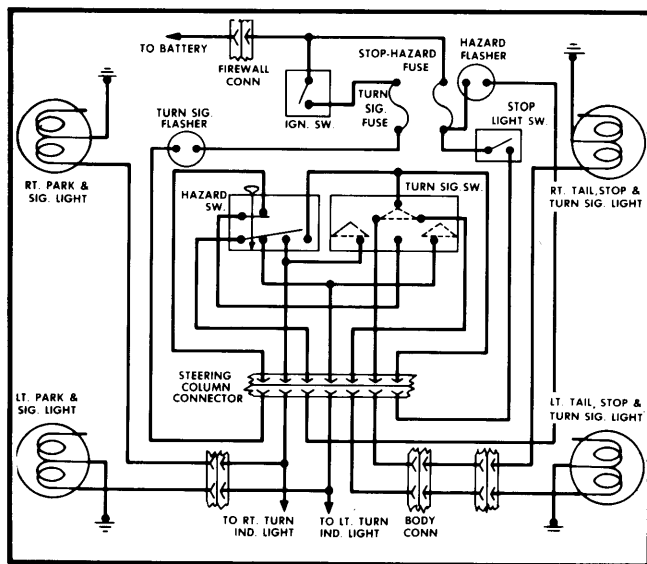 TO BATTERY
FIREWALL
CONN
STOP-HAZARD
FUSE
HAZARD
FLASHER
IGN. SW.
TURN
SIG.
FUSE
STOP
LIGHT SW.
TURN SIG.
FLASHER
RT. PARK &
SIG. LIGHT
HAZARD
SW.
TURN SIG. SW.
RT. TAIL, STOP &
TURN SIG. LIGHT
STEERING
COLUMN
CONNECTOR
LT. PARK &
SIG. LIGHT
LT. TAIL, STOP &
TURN SIG. LIGHT
TO RT. TURN
IND. LIGHT
TO LT. TURN
IND. LIGHT
BODY
CONN